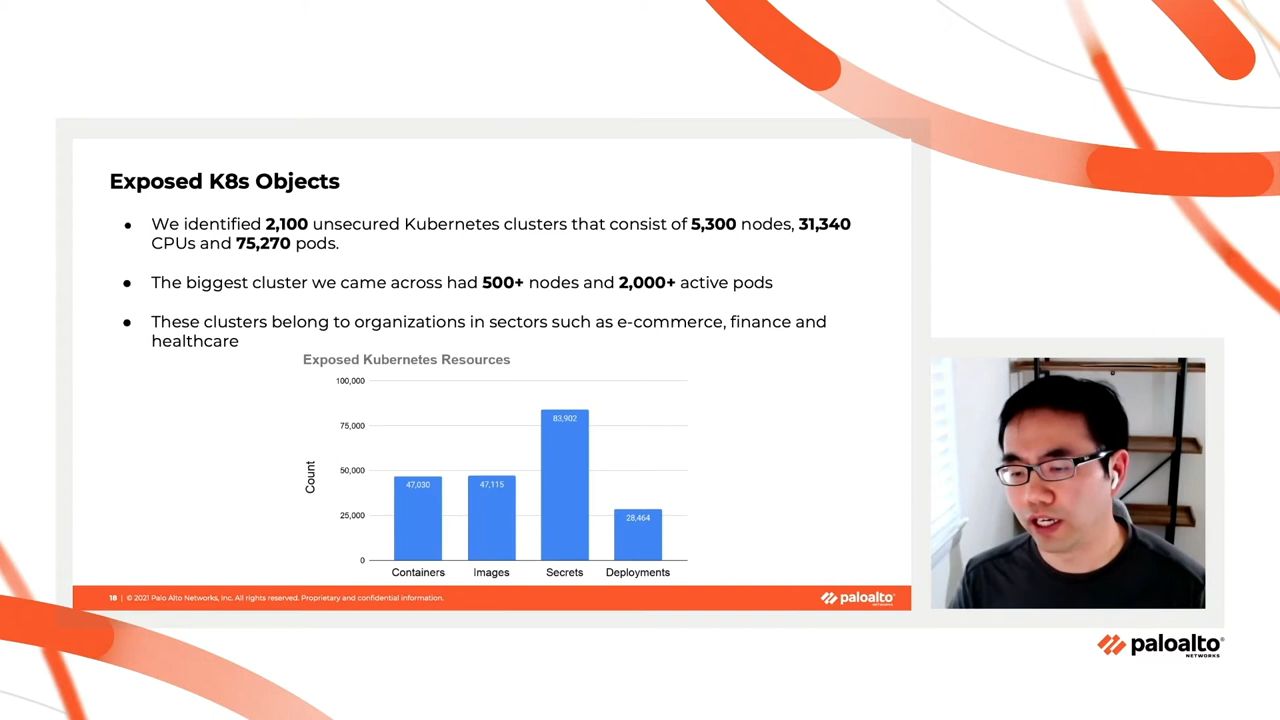 Exposed K8s Objects
● We identified 2,100 unsecured Kubernetes clusters that consist of 5,300 nodes, 31,340
CPUs and 75,270 pods.
● The biggest cluster we came across had 500+ nodes and 2,000+ active pods
● These clusters belong to organizations in sectors such as e-commerce, finance and
healthcare
Exposed Kubernetes Resources
100,000
75,000
50,000
25,000
0
Count
47,030
47,115
83,902
28,464
Containers Images Secrets Deployments
18 | © 2021 Palo Alto Networks, Inc. All rights reserved. Proprietary and confidential information.
paloalto
NETWORKS
paloalto®
NETWORKS